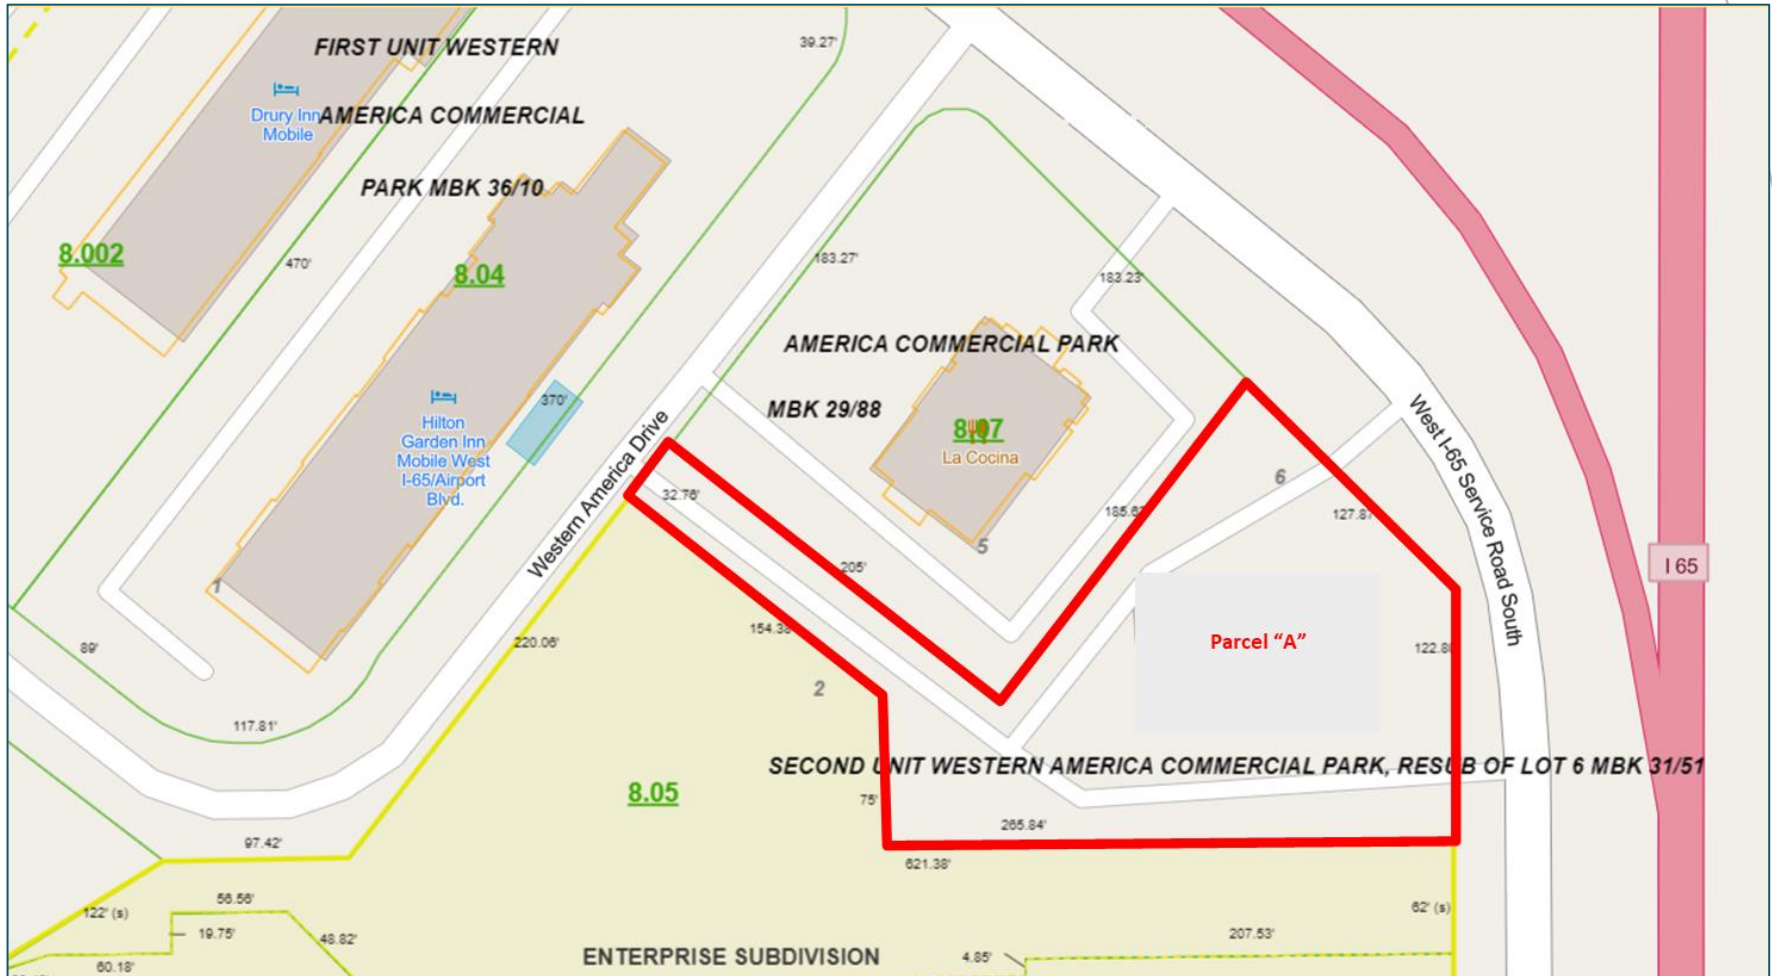 39.27'
FIRST UNIT WESTERN
Drury Inn
Mobile
AMERICA COMMERCIAL
PARK MBK 36/10
8.002
470'
8.04
183.27'
183.23'
AMERICA COMMERCIAL PARK
MBK 29/88
370'
Hilton
Garden Inn
Mobile West
I-65/Airport
Blvd.
8.07
La Cocina
Western America Drive
West I-65 Service Road South
I 65
32.76'
6
127.87
5
205'
1
89'
220.06'
154.38
2
Parcel “A”
117.81'
SECOND UNIT WESTERN AMERICA COMMERCIAL PARK, RESUB OF LOT 6 MBK 31/51
8.05
75'
265.84'
97.42'
621.38'
56.56'
122' (s)
19.75'
48.82'
62' (s)
207.53'
ENTERPRISE SUBDIVISION
4.85'
60.18'